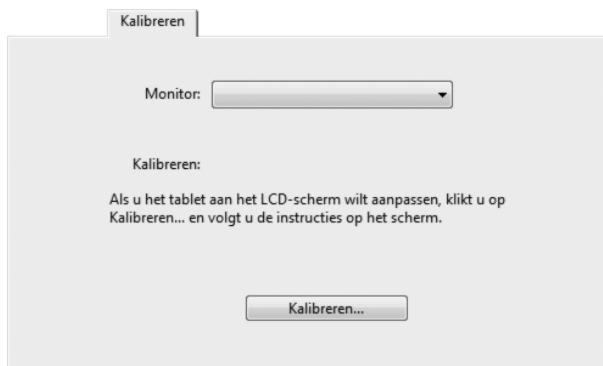 Kalibreren
Monitor:
Kalibreren:
Als u het tablet aan het LCD-scherm wilt aanpassen, klikt u op
Kalibreren... en volgt u de instructies op het scherm.
Kalibreren...